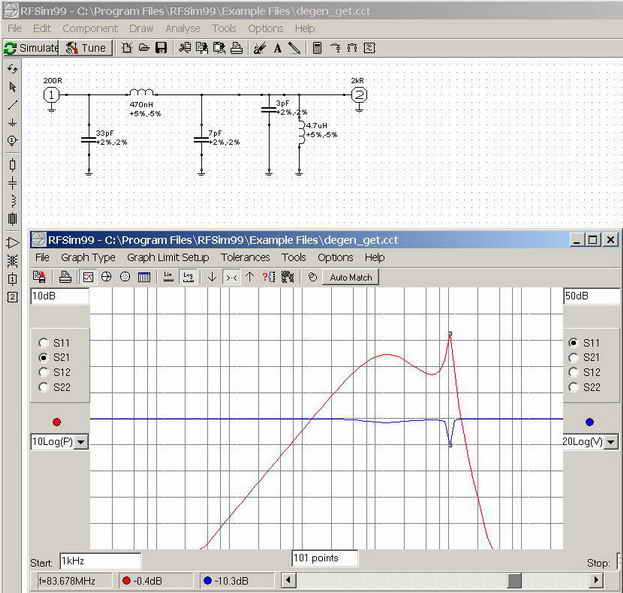 RFSim99 - C:\Program Files\RFSim99\Example Files\degen_get.cct
File Edit Component Draw Analyse Tools Options Help
Simulate Tune
200R
1
470nH
+5%,-5%
33pF
+2%,-2%
7pF
+2%,-2%
3pF
+2%,-2%
4.7uH
+5%,-5%
2kR
2
RFSim99 - C:\Program Files\RFSim99\Example Files\degen_get.cct
File Graph Type Graph Limit Setup Tolerances Tools Options Help
Lin Log Auto Match
10dB
50dB
S11
S21
S12
S22
S11
S21
S12
S22
10Log(P)
20Log(V)
Start: 1kHz
101 points
Stop:
f=83.678MHz
-0.4dB
-10.3dB